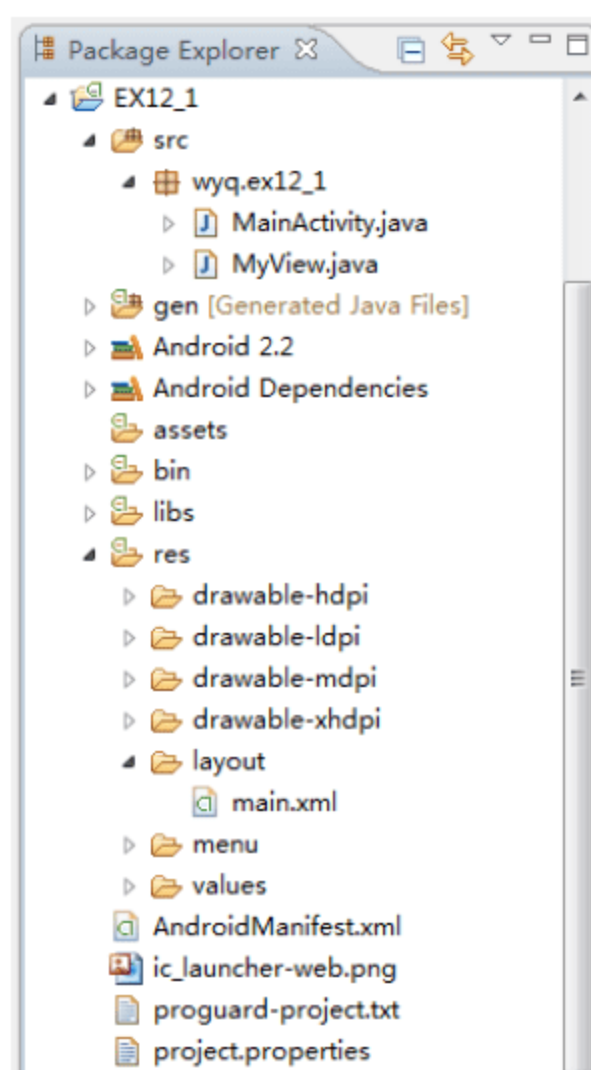 Package Explorer
EX12_1
src
wyq.ex12_1
MainActivity.java
MyView.java
gen [Generated Java Files]
Android 2.2
Android Dependencies
assets
bin
libs
res
drawable-hdpi
drawable-ldpi
drawable-mdpi
drawable-xhdpi
layout
main.xml
menu
values
AndroidManifest.xml
ic_launcher-web.png
proguard-project.txt
project.properties